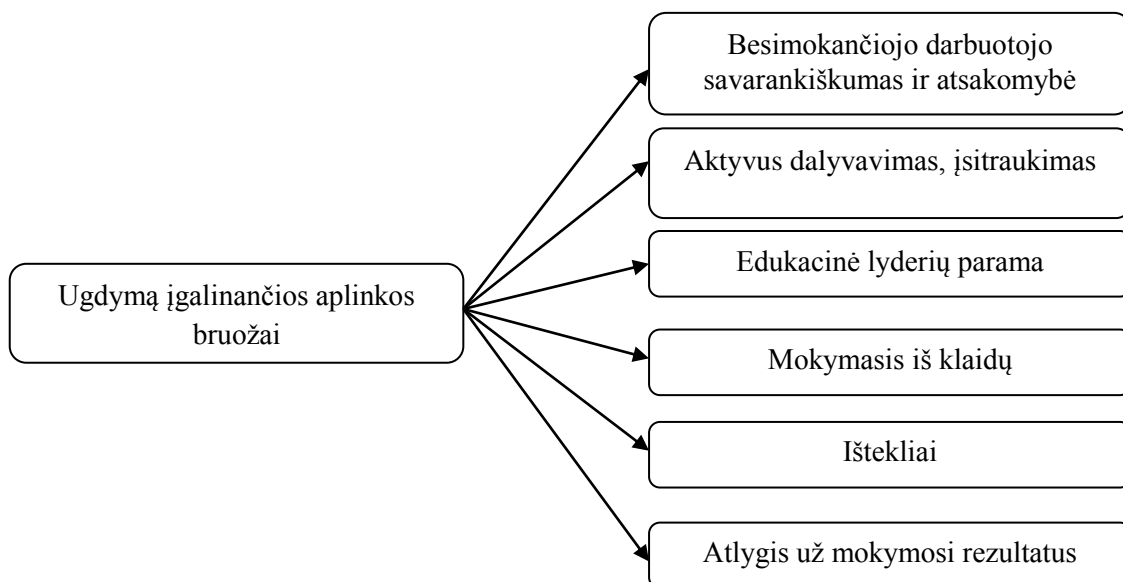 Besimokančiojo darbuotojo
savarankiškumas ir atsakomybė
Aktyvus dalyvavimas, įsitraukimas
Edukacinė lyderių parama
Ugdymą įgalinančios aplinkos
bruožai
Mokymasis iš klaidų
Ištekliai
Atlygis už mokymosi rezultatus